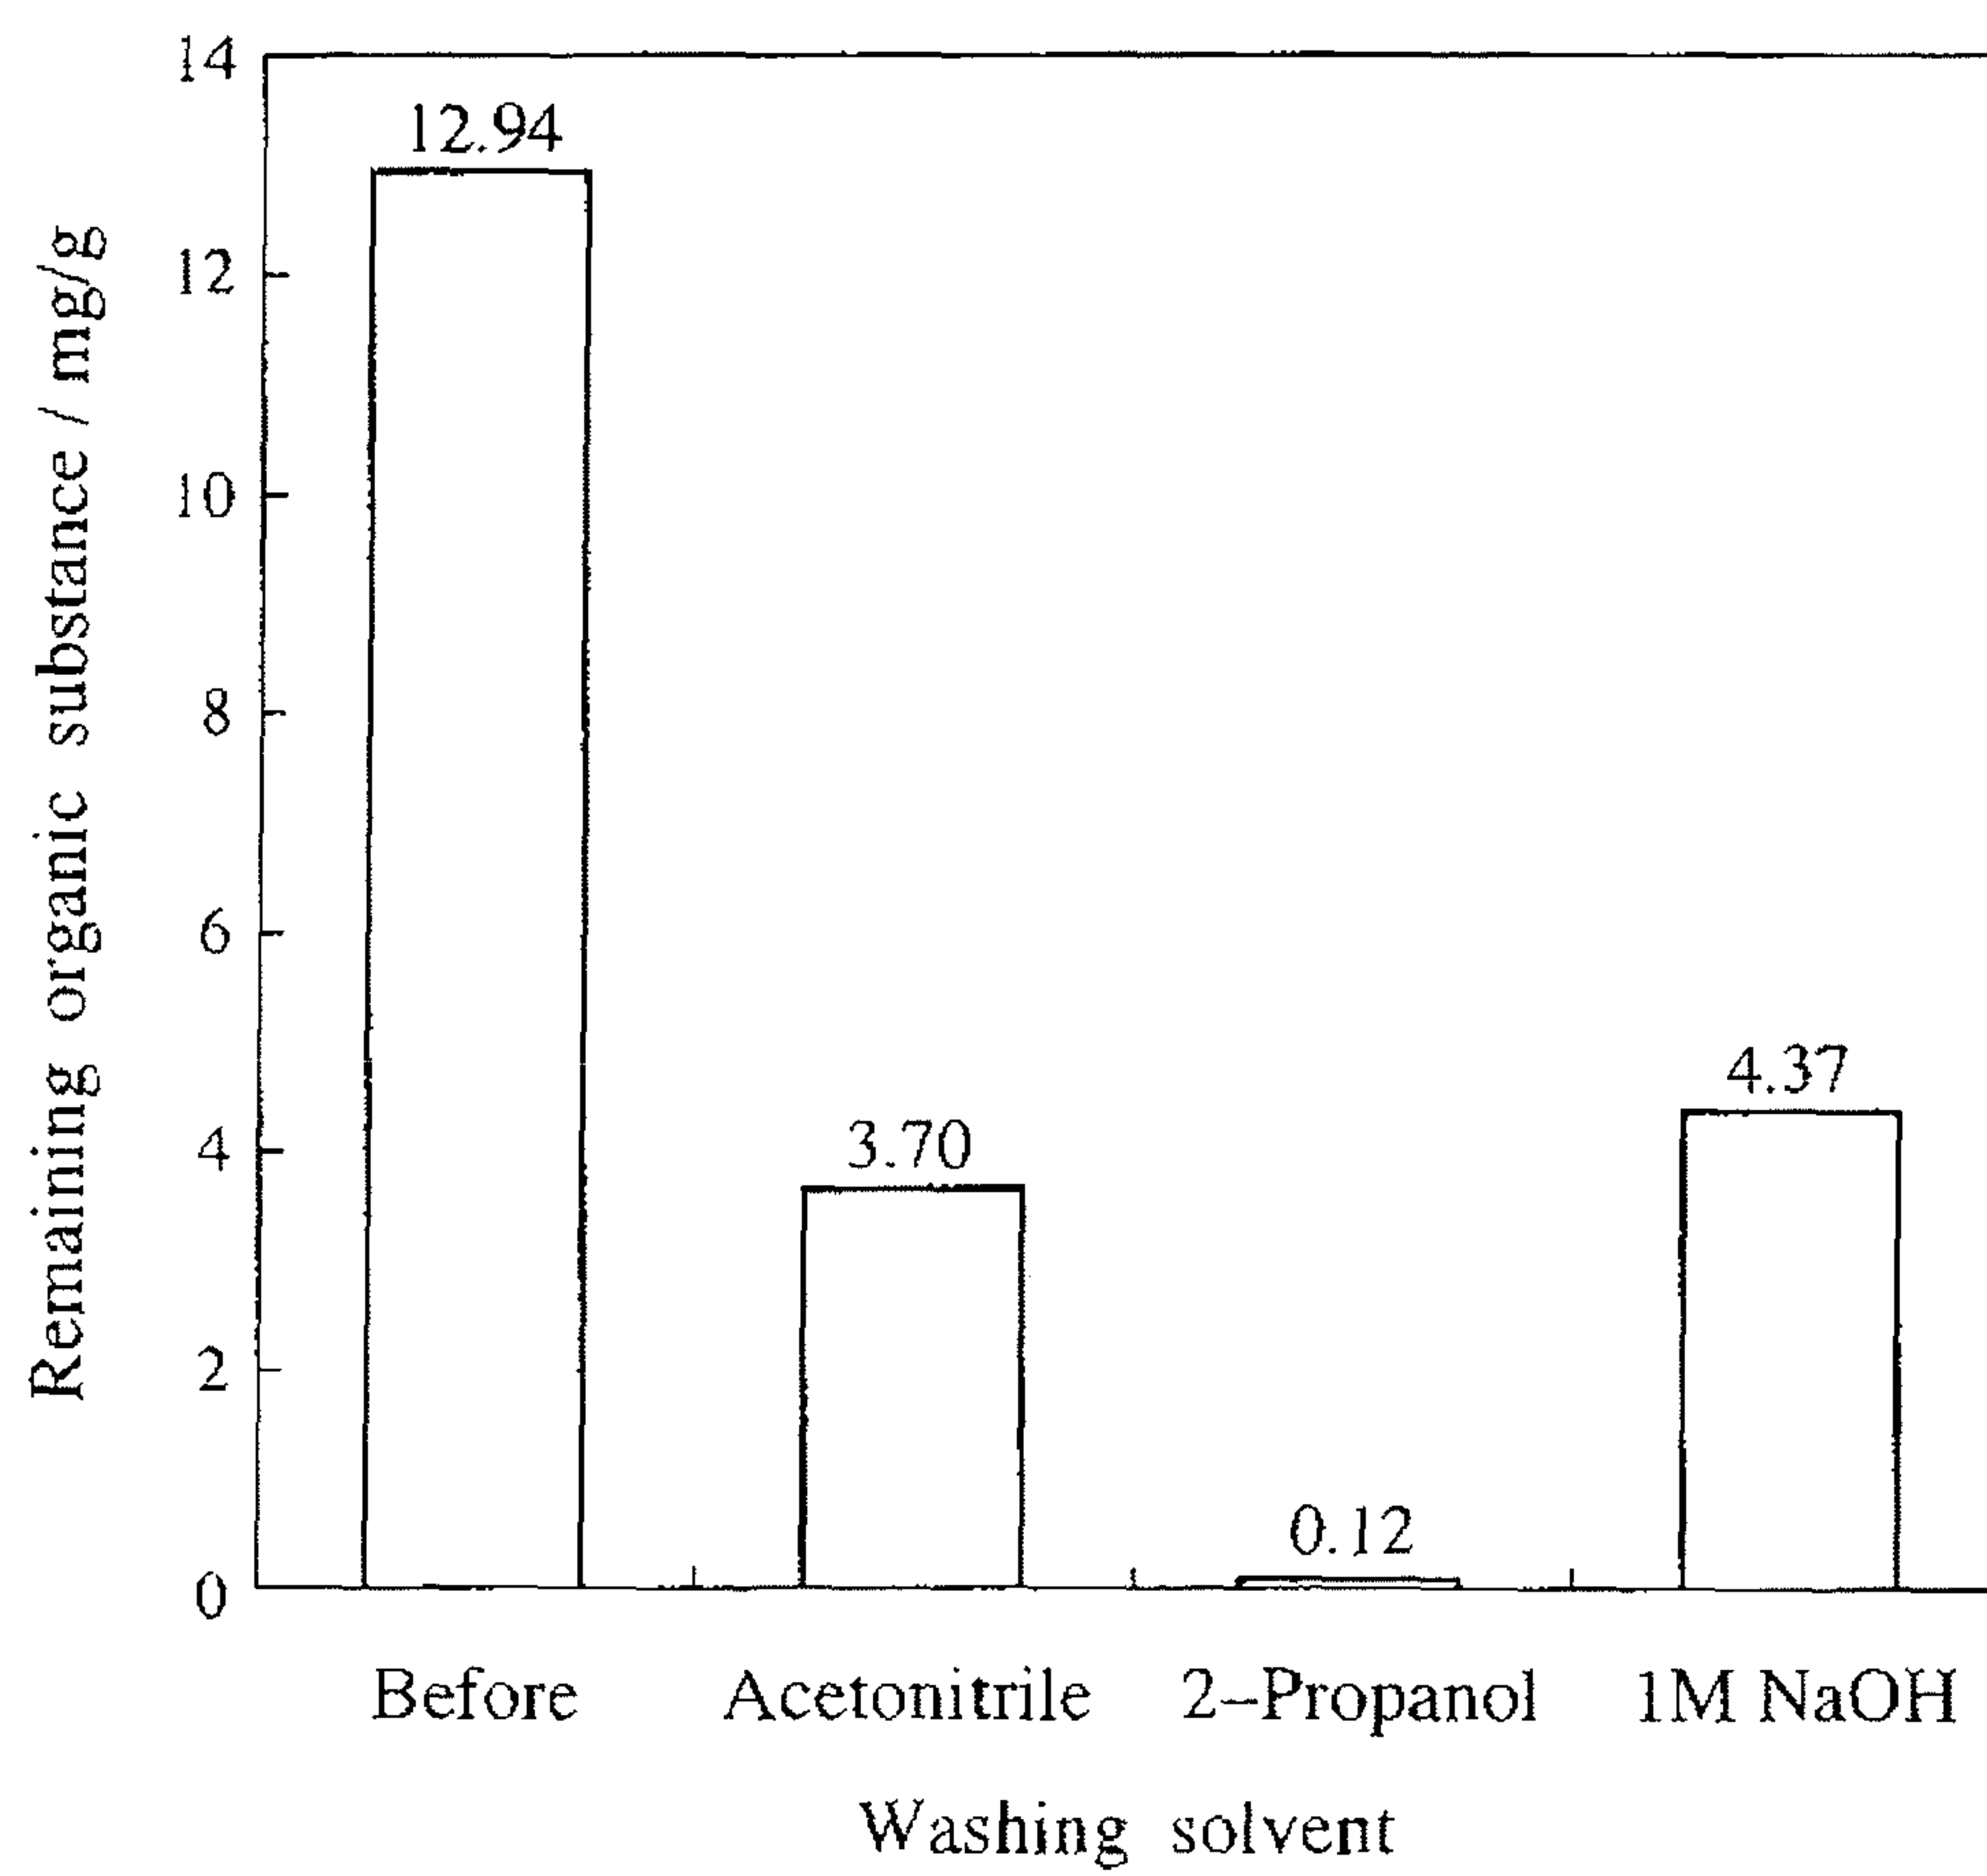 Remaining organic substance / mg/g
14
12
10
8
6
4
2
0
12.94
3.70
0.12
4.37
Before
Acetonitrile
2–Propanol
1M NaOH
Washing solvent